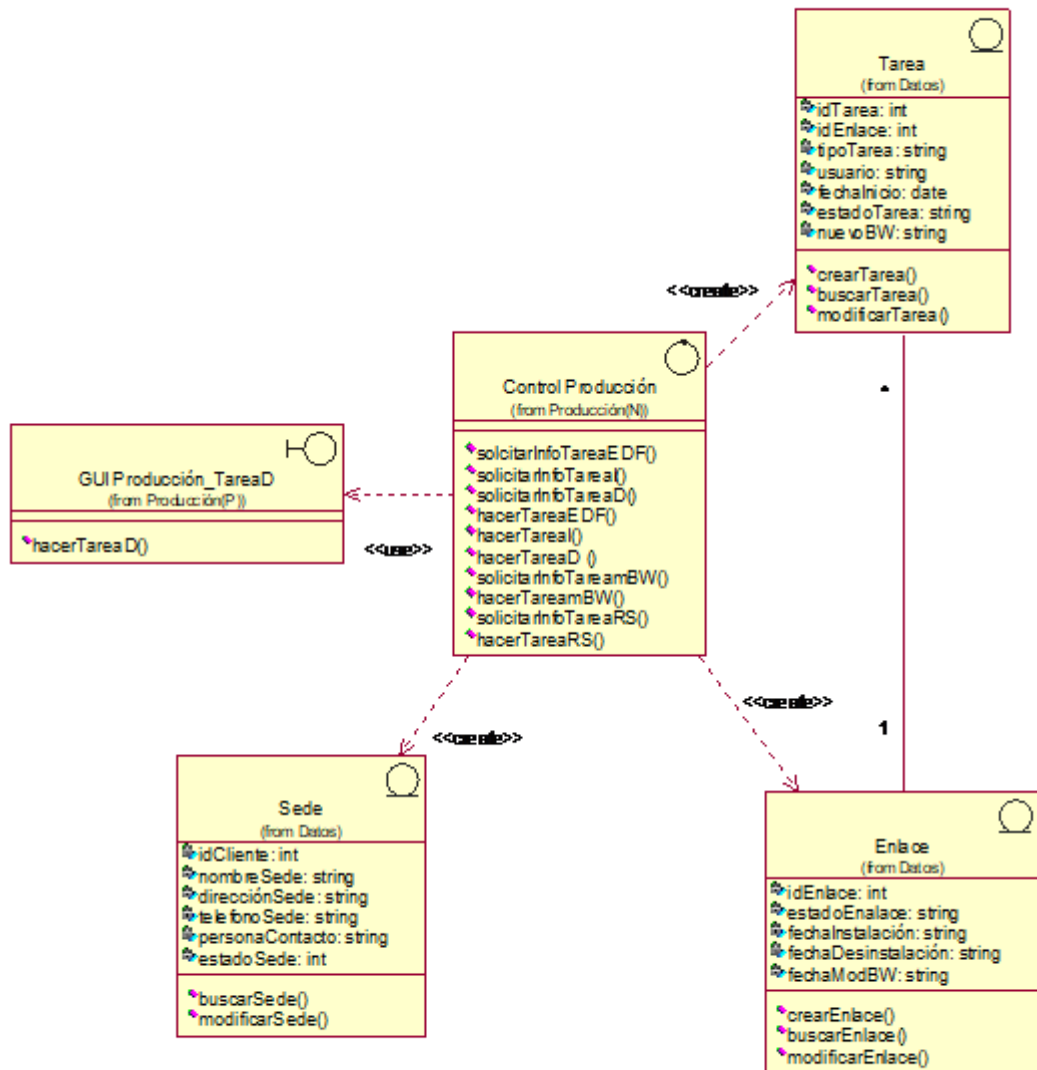 Tarea
(from Datos)
idTarea: int
idEnlace: int
tipoTarea: string
usuario: string
fechaInicio: date
estadoTarea: string
nuevoBW: string
crearTarea()
buscarTarea()
modificarTarea()
<<create>>
Control Producción
(from Producción(N))
solcitarInfoTareaEDF()
solicitarInfoTareaI()
solicitarInfoTareaD()
hacerTareaEDF()
hacerTareaI()
hacerTareaD ()
solicitarInfoTareamBW()
hacerTareamBW()
solicitarInfoTareaRS()
hacerTareaRS()
GUI Producción_TareaD
(from Producción(P))
hacerTareaD()
<<use>>
*
1
<<create>>
<<create>>
Sede
(from Datos)
idCliente: int
nombreSede: string
direcciónSede: string
telefonoSede: string
personaContacto: string
estadoSede: int
buscarSede()
modificarSede()
Enlace
(from Datos)
idEnlace: int
estadoEnalace: string
fechaInstalación: string
fechaDesinstalación: string
fechaModBW: string
crearEnlace()
buscarEnlace()
modificarEnlace()